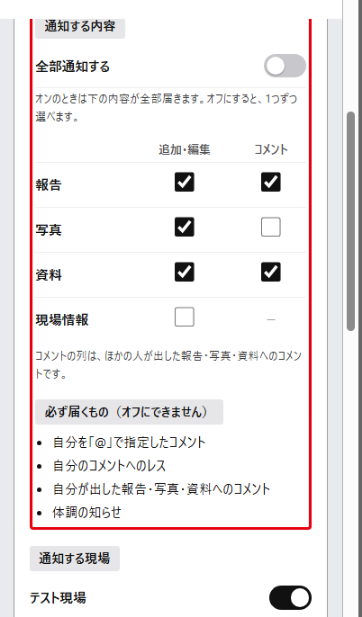 通知する内容
全部通知する
オンのときは下の内容が全部届きます。オフにすると、1つずつ
選べます。
追加・編集 コメント
報告
写真
資料
現場情報 –
コメントの列は、ほかの人が出した報告・写真・資料へのコメン
トです。
必ず届くもの（オフにできません）
• 自分を「@」で指定したコメント
• 自分のコメントへのレス
• 自分が出した報告・写真・資料へのコメント
• 体調の知らせ
通知する現場
テスト現場